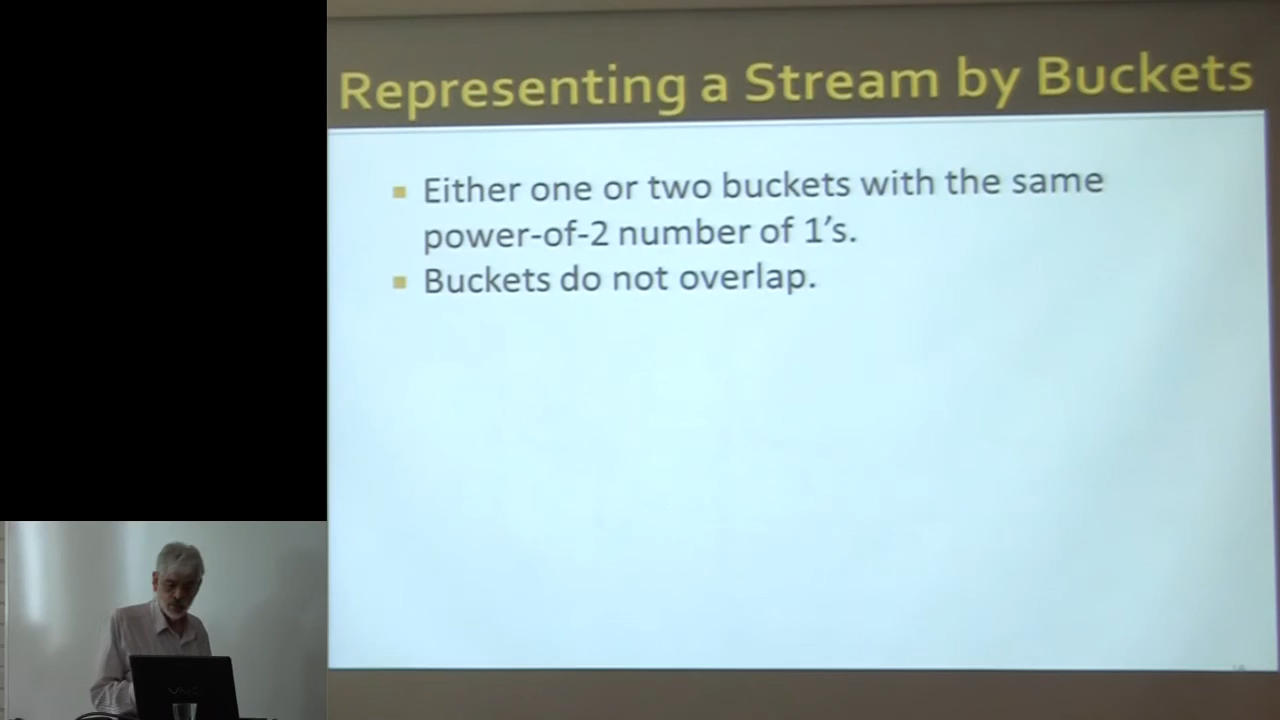 Representing a Stream by Buckets
Either one or two buckets with the same
power-of-2 number of 1's.
Buckets do not overlap.